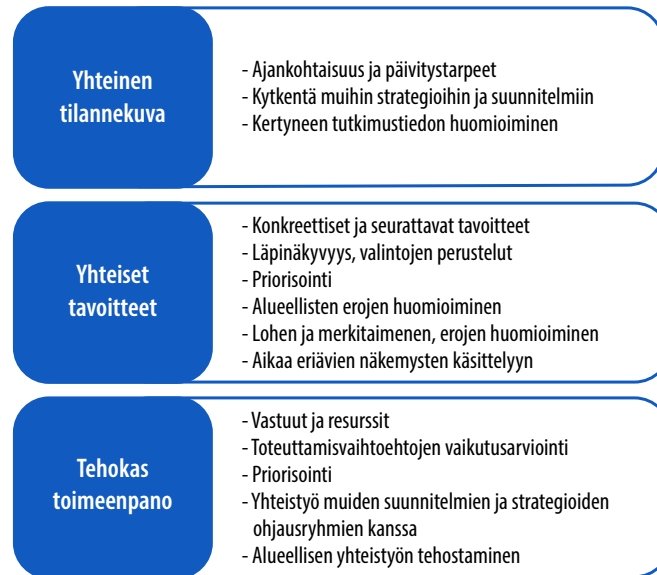 Yhteinen
tilannekuva
- Ajankohtaisuus ja päivitystarpeet
- Kytkentä muihin strategioihin ja suunnitelmiin
- Kertyneen tutkimustiedon huomioiminen
Yhteiset
tavoitteet
- Konkreettiset ja seurattavat tavoitteet
- Läpinäkyvyys, valintojen perustelut
- Priorisointi
- Alueellisten erojen huomioiminen
- Lohen ja meritaimenen, erojen huomioiminen
- Aikaa eriävien näkemysten käsittelyyn
Tehokas
toimeenpano
- Vastuut ja resurssit
- Toteuttamisvaihtoehtojen vaikutusarviointi
- Priorisointi
- Yhteistyö muiden suunnitelmien ja strategioiden
ohjausryhmien kanssa
- Alueellisen yhteistyön tehostaminen